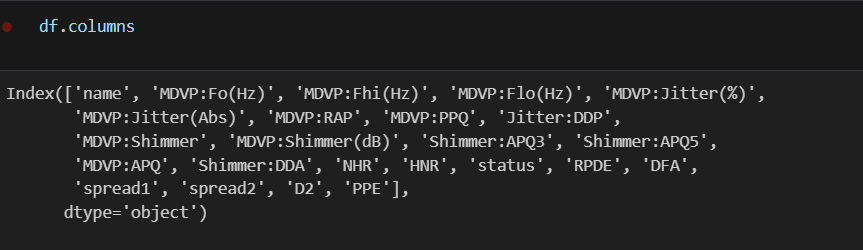 df.columns
Index(['name', 'MDVP:Fo(Hz)', 'MDVP:Fhi(Hz)', 'MDVP:Flo(Hz)', 'MDVP:Jitter(%)',
'MDVP:Jitter(Abs)', 'MDVP:RAP', 'MDVP:PPQ', 'Jitter:DDP',
'MDVP:Shimmer', 'MDVP:Shimmer(dB)', 'Shimmer:APQ3', 'Shimmer:APQ5',
'MDVP:APQ', 'Shimmer:DDA', 'NHR', 'HNR', 'status', 'RPDE', 'DFA',
'spread1', 'spread2', 'D2', 'PPE'],
dtype='object')